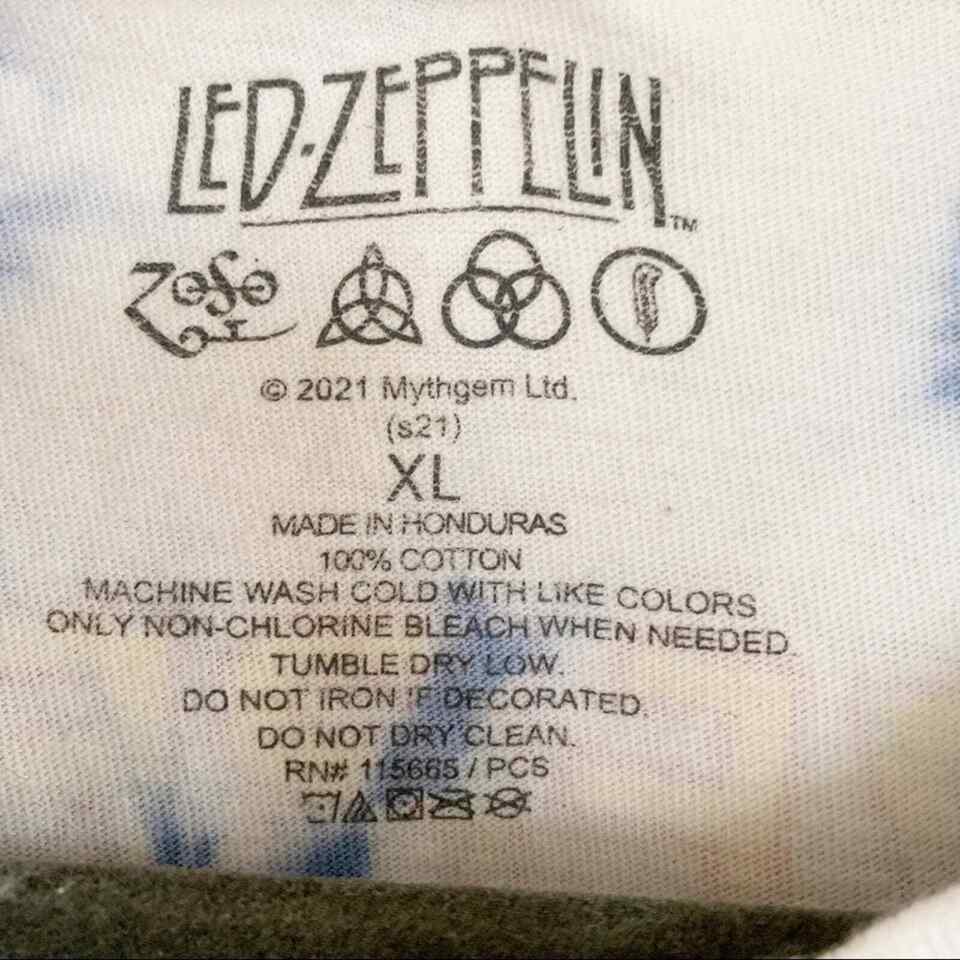 LED-ZEPPELIN™
ZoSo
© 2021 Mythgem Ltd.
(s21)
XL
MADE IN HONDURAS
100% COTTON
MACHINE WASH COLD WITH LIKE COLORS
ONLY NON-CHLORINE BLEACH WHEN NEEDED.
TUMBLE DRY LOW.
DO NOT IRON IF DECORATED.
DO NOT DRY CLEAN.
RN# 115665 / PCS